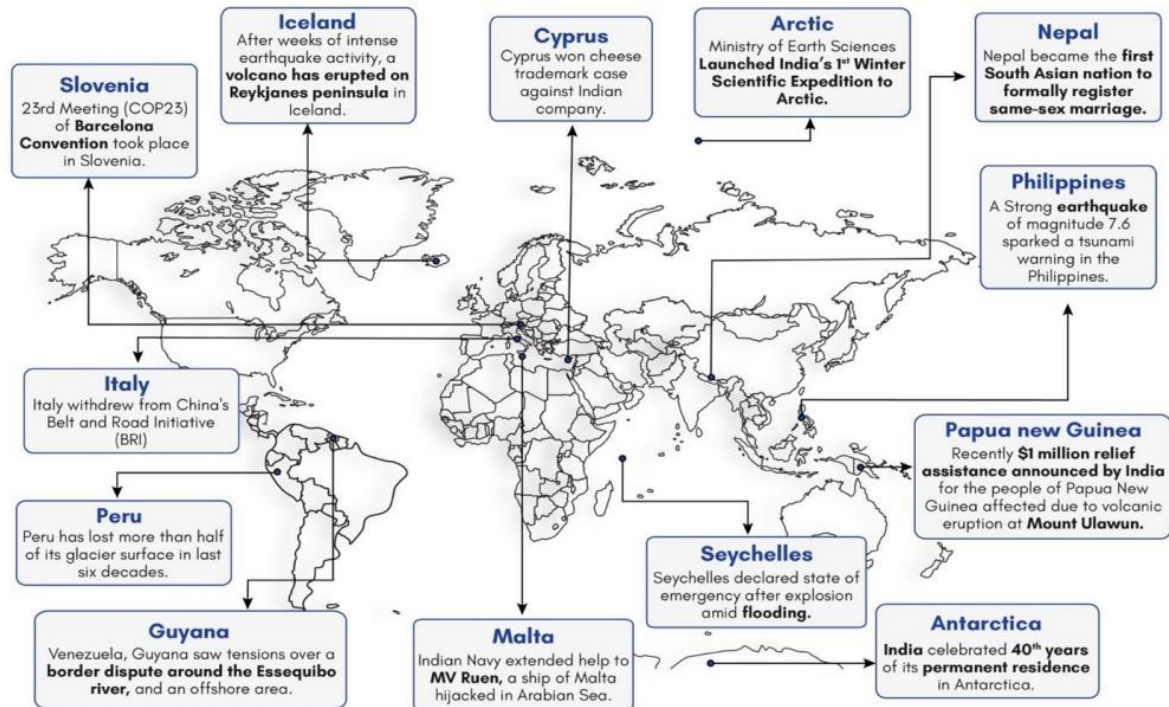 Iceland
After weeks of intense
earthquake activity, a
volcano has erupted on
Reykjanes peninsula in
Iceland.
Cyprus
Cyprus won cheese
trademark case
against Indian
company.
Arctic
Ministry of Earth Sciences
Launched India's 1st Winter
Scientific Expedition to
Arctic.
Nepal
Nepal became the first
South Asian nation to
formally register
same-sex marriage.
Slovenia
23rd Meeting (COP23)
of Barcelona
Convention took place
in Slovenia.
Philippines
A Strong earthquake
of magnitude 7.6
sparked a tsunami
warning in the
Philippines.
Italy
Italy withdrew from China's
Belt and Road Initiative
(BRI)
Papua new Guinea
Recently $1 million relief
assistance announced by India
for the people of Papua New
Guinea affected due to volcanic
eruption at Mount Ulawun.
Peru
Peru has lost more than half
of its glacier surface in last
six decades.
Seychelles
Seychelles declared state of
emergency after explosion
amid flooding.
Guyana
Venezuela, Guyana saw tensions over a
border dispute around the Essequibo
river, and an offshore area.
Malta
Indian Navy extended help to
MV Ruen, a ship of Malta
hijacked in Arabian Sea.
Antarctica
India celebrated 40th years
of its permanent residence
in Antarctica.